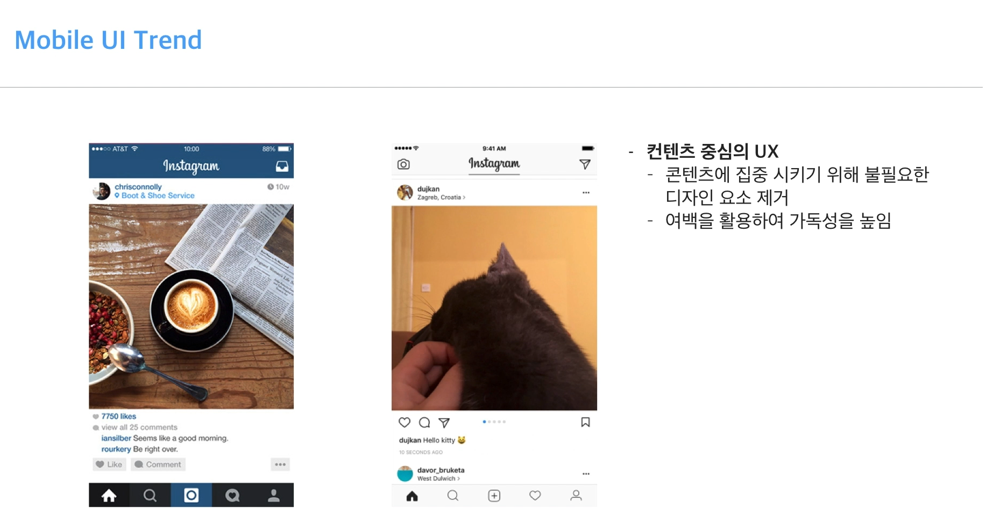 Mobile UI Trend
AT&T 10:00 88%
Instagram
chrisconnolly 10w
Boot & Shoe Service
7750 likes
view all 25 comments
iansilber Seems like a good morning.
rourkery Be right over.
Like Comment
9:41 AM
Instagram
dujkan
Zagreb, Croatia >
dujkan Hello kitty 😺
10 SECONDS AGO
davor_bruketa
West Dulwich >
- 컨텐츠 중심의 UX
- 콘텐츠에 집중 시키기 위해 불필요한
디자인 요소 제거
- 여백을 활용하여 가독성을 높임